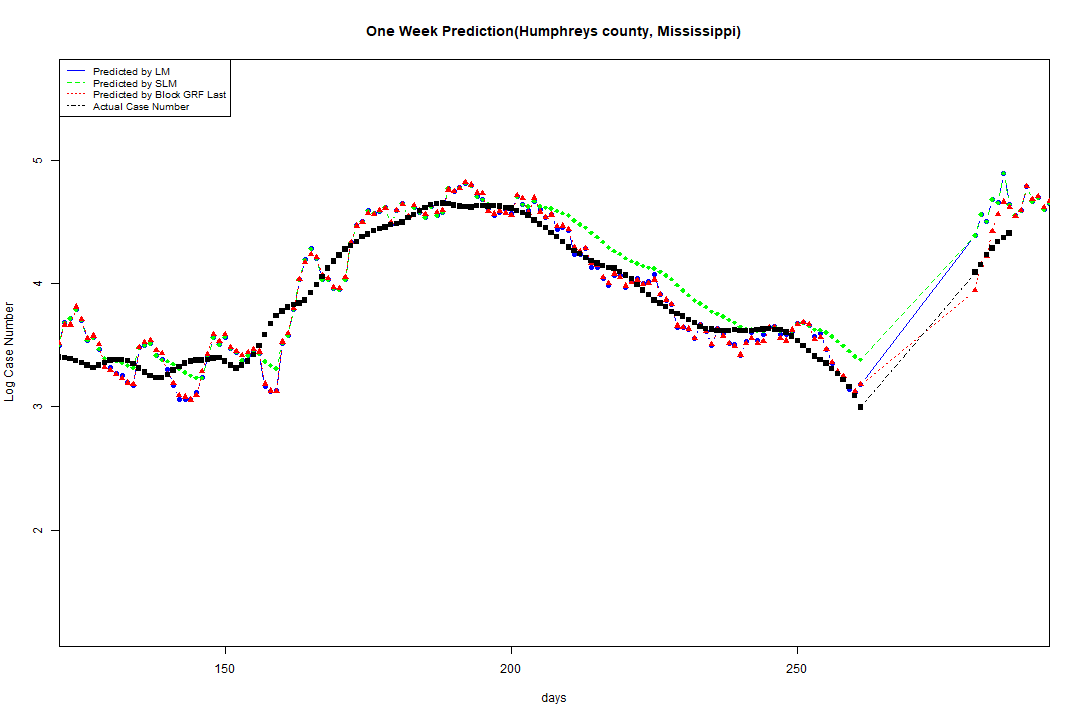 One Week Prediction(Humphreys county, Mississippi)
Predicted by LM
Predicted by SLM
Predicted by Block GRF Last
Actual Case Number
5
4
3
2
Log Case Number
150
200
250
days